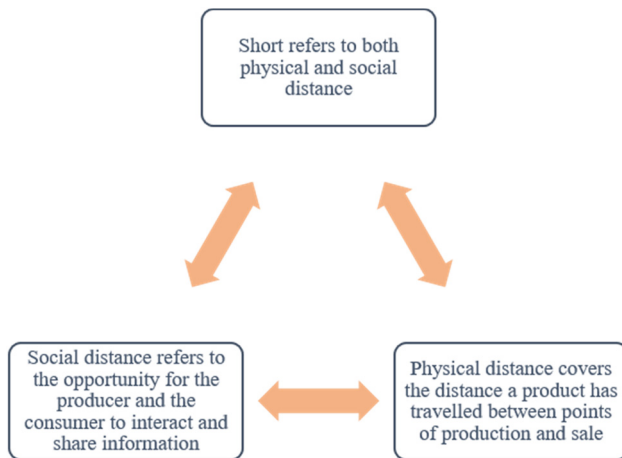 Short refers to both
physical and social
distance
Social distance refers to
the opportunity for the
producer and the
consumer to interact and
share information
Physical distance covers
the distance a product has
travelled between points
of production and sale